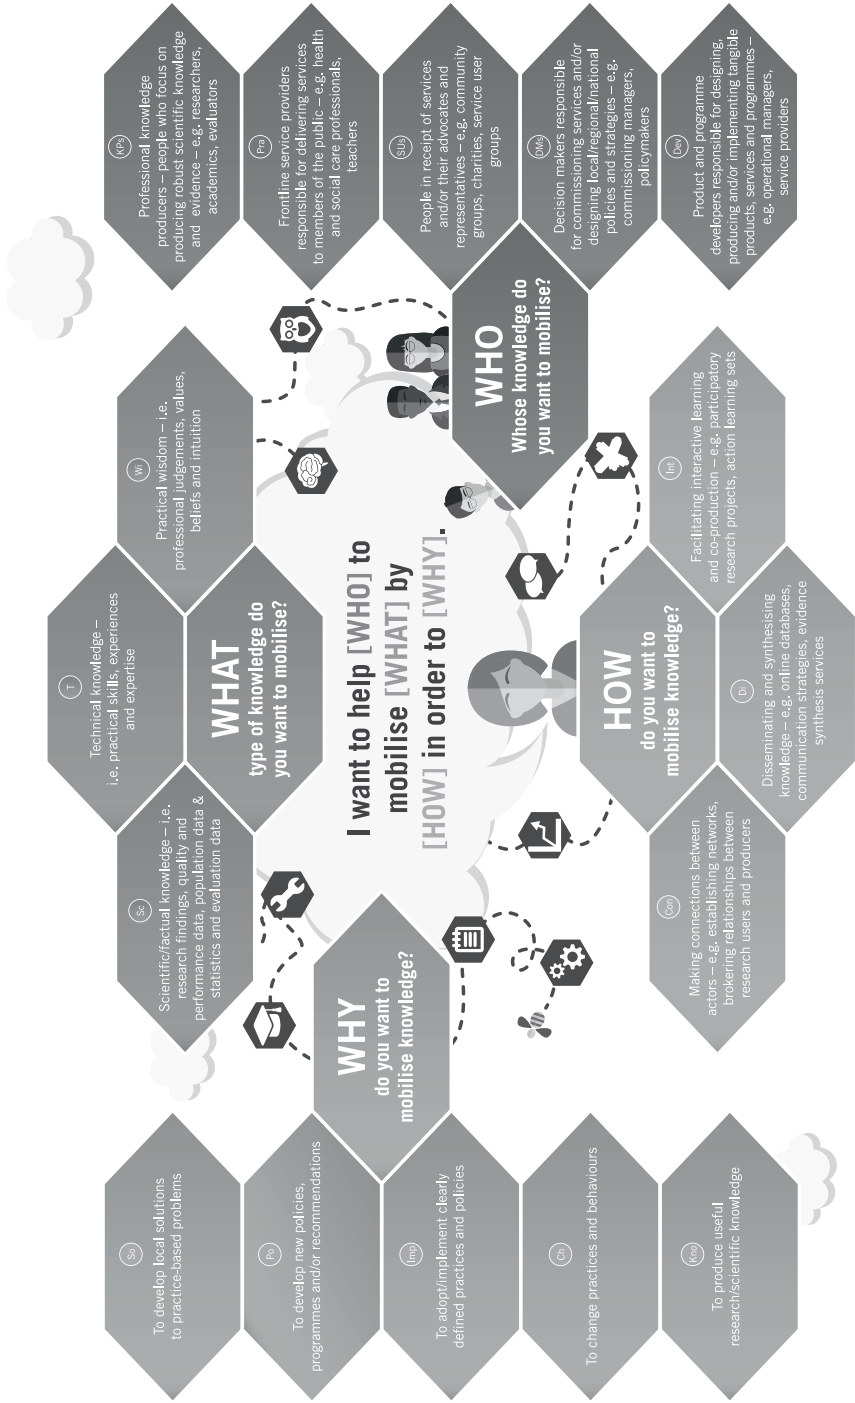 So
To develop local solutions
to practice-based problems
Po
To develop new policies,
programmes and/or recommendations
Imp
To adopt/implement clearly
defined practices and policies
Ch
To change practices and behaviours
Kno
To produce useful
research/scientific knowledge
WHY
do you want to
mobilise knowledge?
Sc
Scientific/factual knowledge – i.e.
research findings, quality and
performance data, population data &
statistics and evaluation data
T
Technical knowledge –
i.e. practical skills, experiences
and expertise
Wi
Practical wisdom – i.e.
professional judgements, values,
beliefs and intuition
WHAT
type of knowledge do
you want to mobilise?
I want to help [WHO] to
mobilise [WHAT] by
[HOW] in order to [WHY].
HOW
do you want to
mobilise knowledge?
Con
Making connections between
actors – e.g. establishing networks,
brokering relationships between
research users and producers
Di
Disseminating and synthesising
knowledge – e.g. online databases,
communication strategies, evidence
synthesis services
Int
Facilitating interactive learning
and co-production – e.g. participatory
research projects, action learning sets
WHO
Whose knowledge do
you want to mobilise?
KPs
Professional knowledge
producers – people who focus on
producing robust scientific knowledge
and evidence – e.g. researchers,
academics, evaluators
Pra
Frontline service providers
responsible for delivering services
to members of the public – e.g. health
and social care professionals,
teachers
SUs
People in receipt of services
and/or their advocates and
representatives – e.g. community
groups, charities, service user
groups
DMs
Decision makers responsible
for commissioning services and/or
designing local/regional/national
policies and strategies – e.g.
commissioning managers,
policymakers
Dev
Product and programme
developers responsible for designing,
producing and/or implementing tangible
products, services and programmes –
e.g. operational managers,
service providers